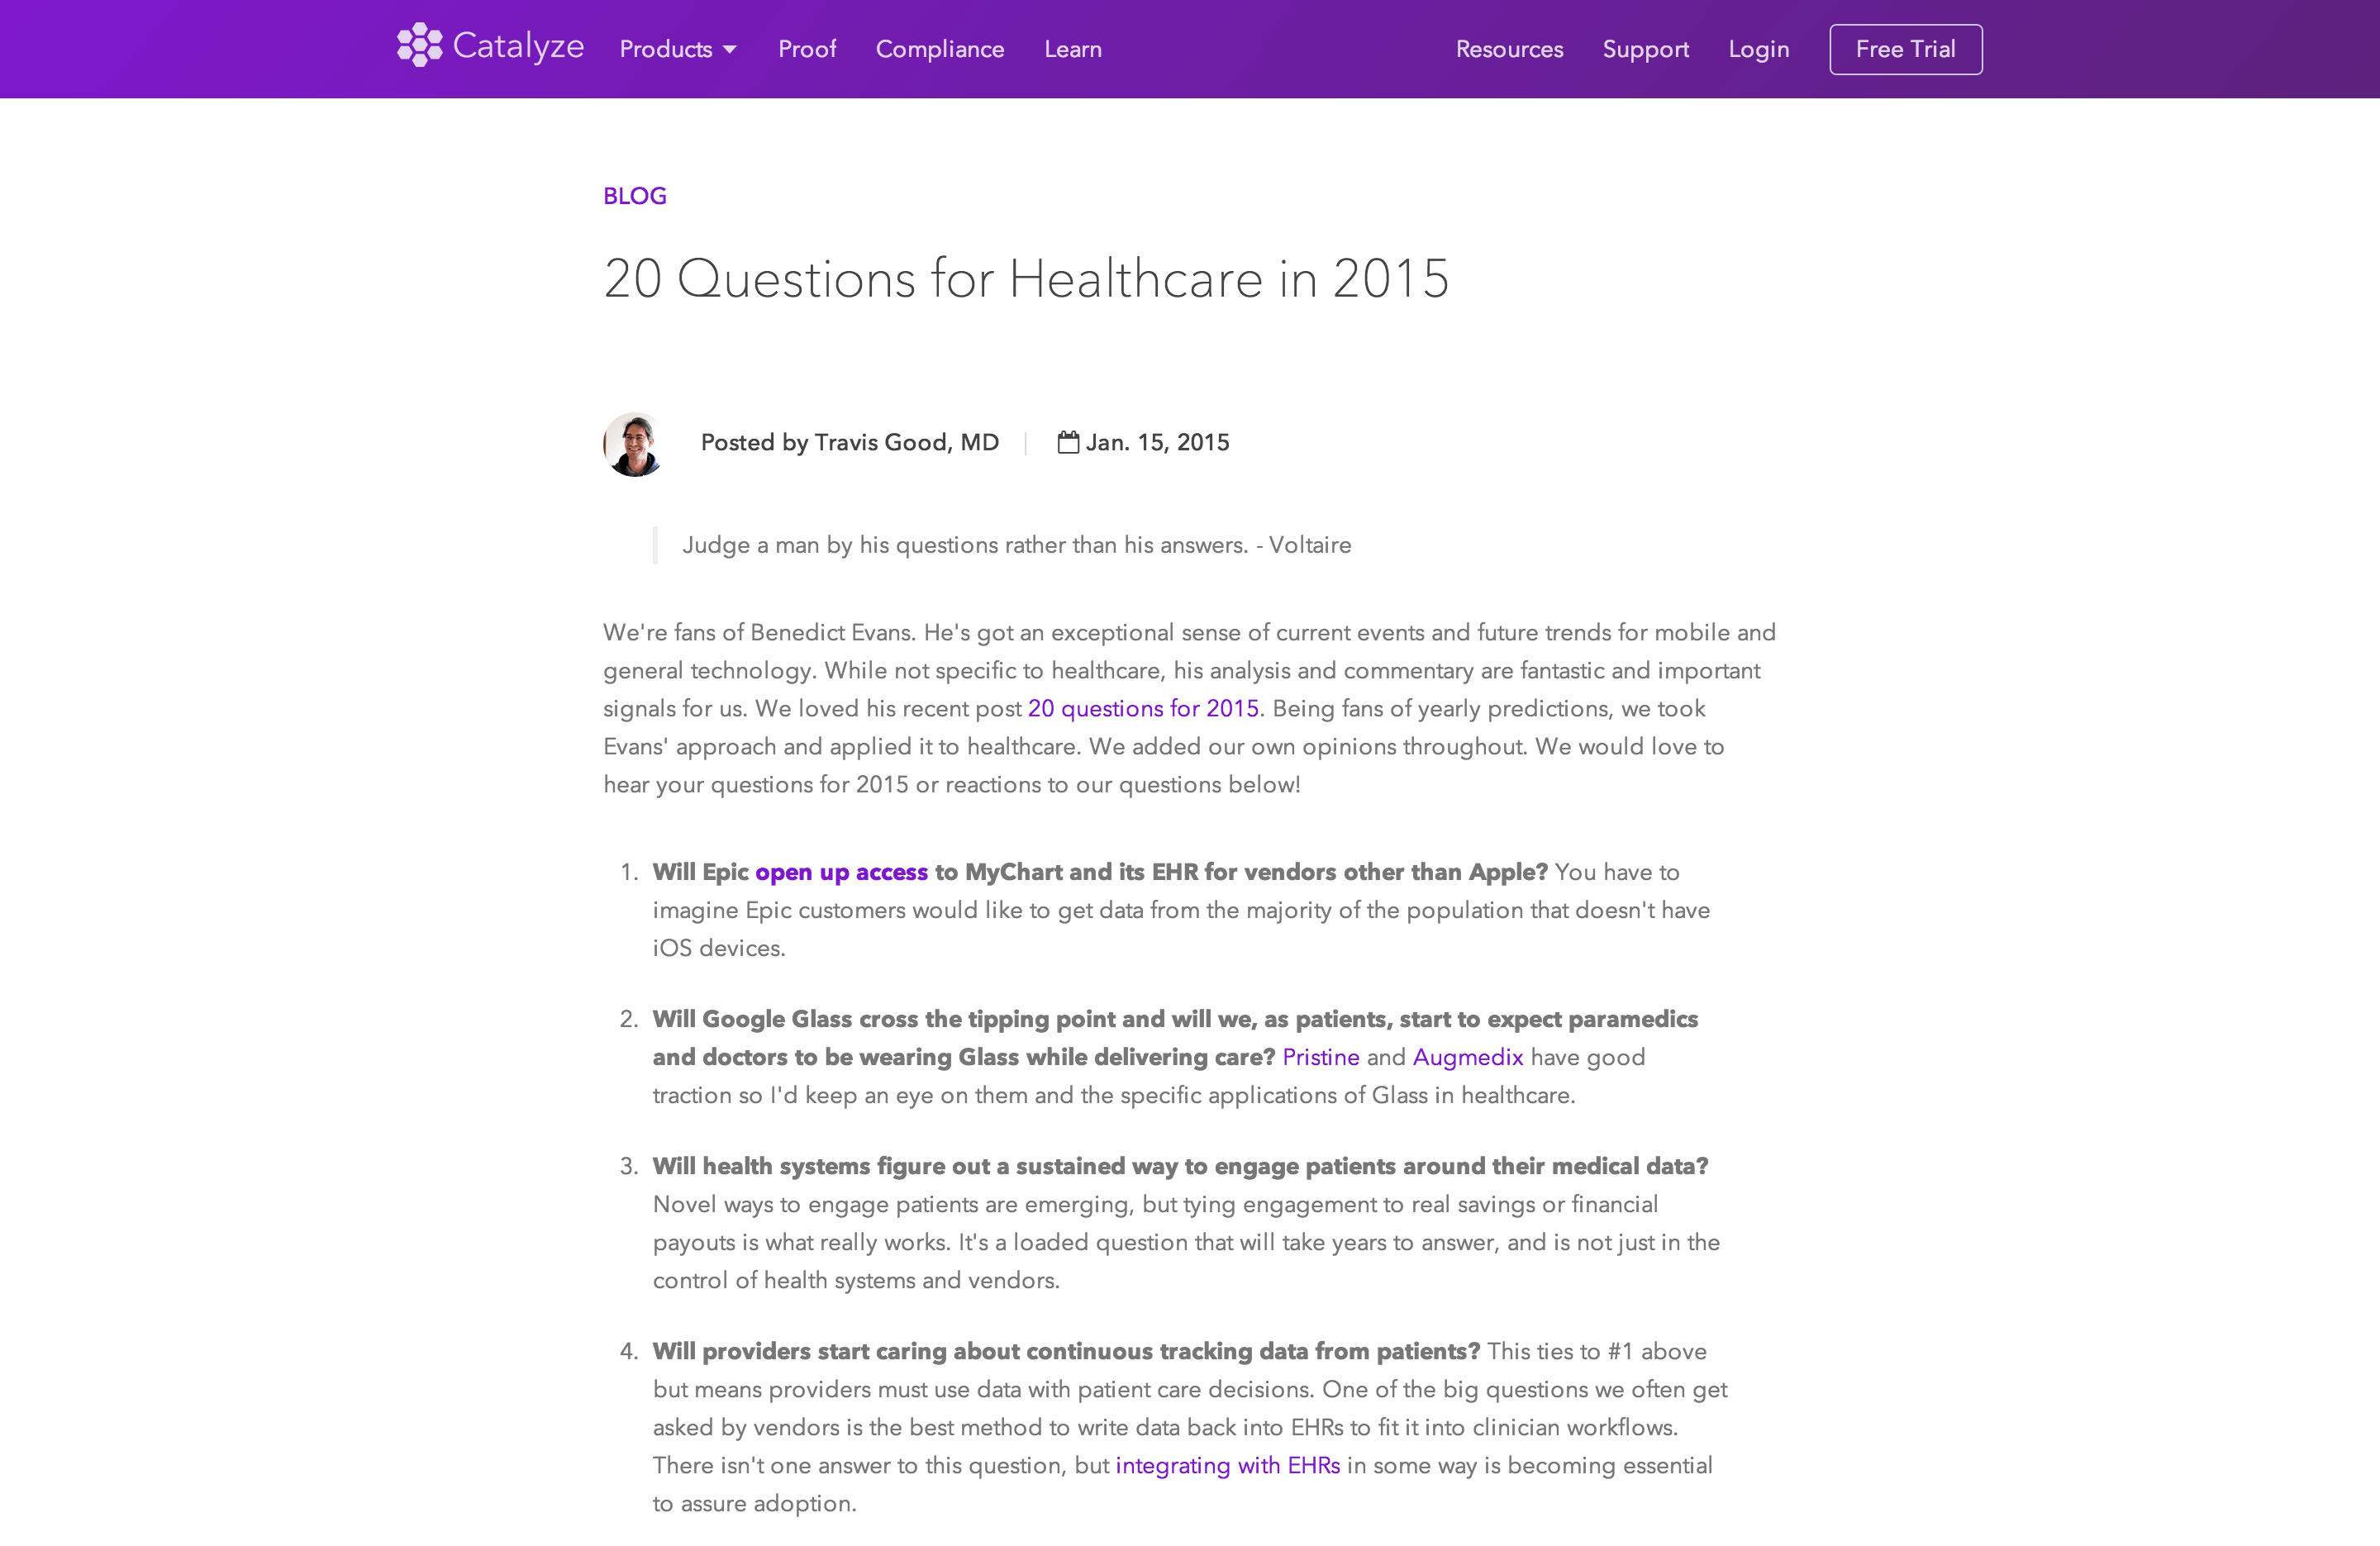 Catalyze Products Proof Compliance Learn Resources Support Login Free Trial
BLOG
20 Questions for Healthcare in 2015
Posted by Travis Good, MD Jan. 15, 2015
Judge a man by his questions rather than his answers. - Voltaire
We're fans of Benedict Evans. He's got an exceptional sense of current events and future trends for mobile and
general technology. While not specific to healthcare, his analysis and commentary are fantastic and important
signals for us. We loved his recent post 20 questions for 2015. Being fans of yearly predictions, we took
Evans' approach and applied it to healthcare. We added our own opinions throughout. We would love to
hear your questions for 2015 or reactions to our questions below!
1. Will Epic open up access to MyChart and its EHR for vendors other than Apple? You have to
imagine Epic customers would like to get data from the majority of the population that doesn't have
iOS devices.
2. Will Google Glass cross the tipping point and will we, as patients, start to expect paramedics
and doctors to be wearing Glass while delivering care? Pristine and Augmedix have good
traction so I'd keep an eye on them and the specific applications of Glass in healthcare.
3. Will health systems figure out a sustained way to engage patients around their medical data?
Novel ways to engage patients are emerging, but tying engagement to real savings or financial
payouts is what really works. It's a loaded question that will take years to answer, and is not just in the
control of health systems and vendors.
4. Will providers start caring about continuous tracking data from patients? This ties to #1 above
but means providers must use data with patient care decisions. One of the big questions we often get
asked by vendors is the best method to write data back into EHRs to fit it into clinician workflows.
There isn't one answer to this question, but integrating with EHRs in some way is becoming essential
to assure adoption.